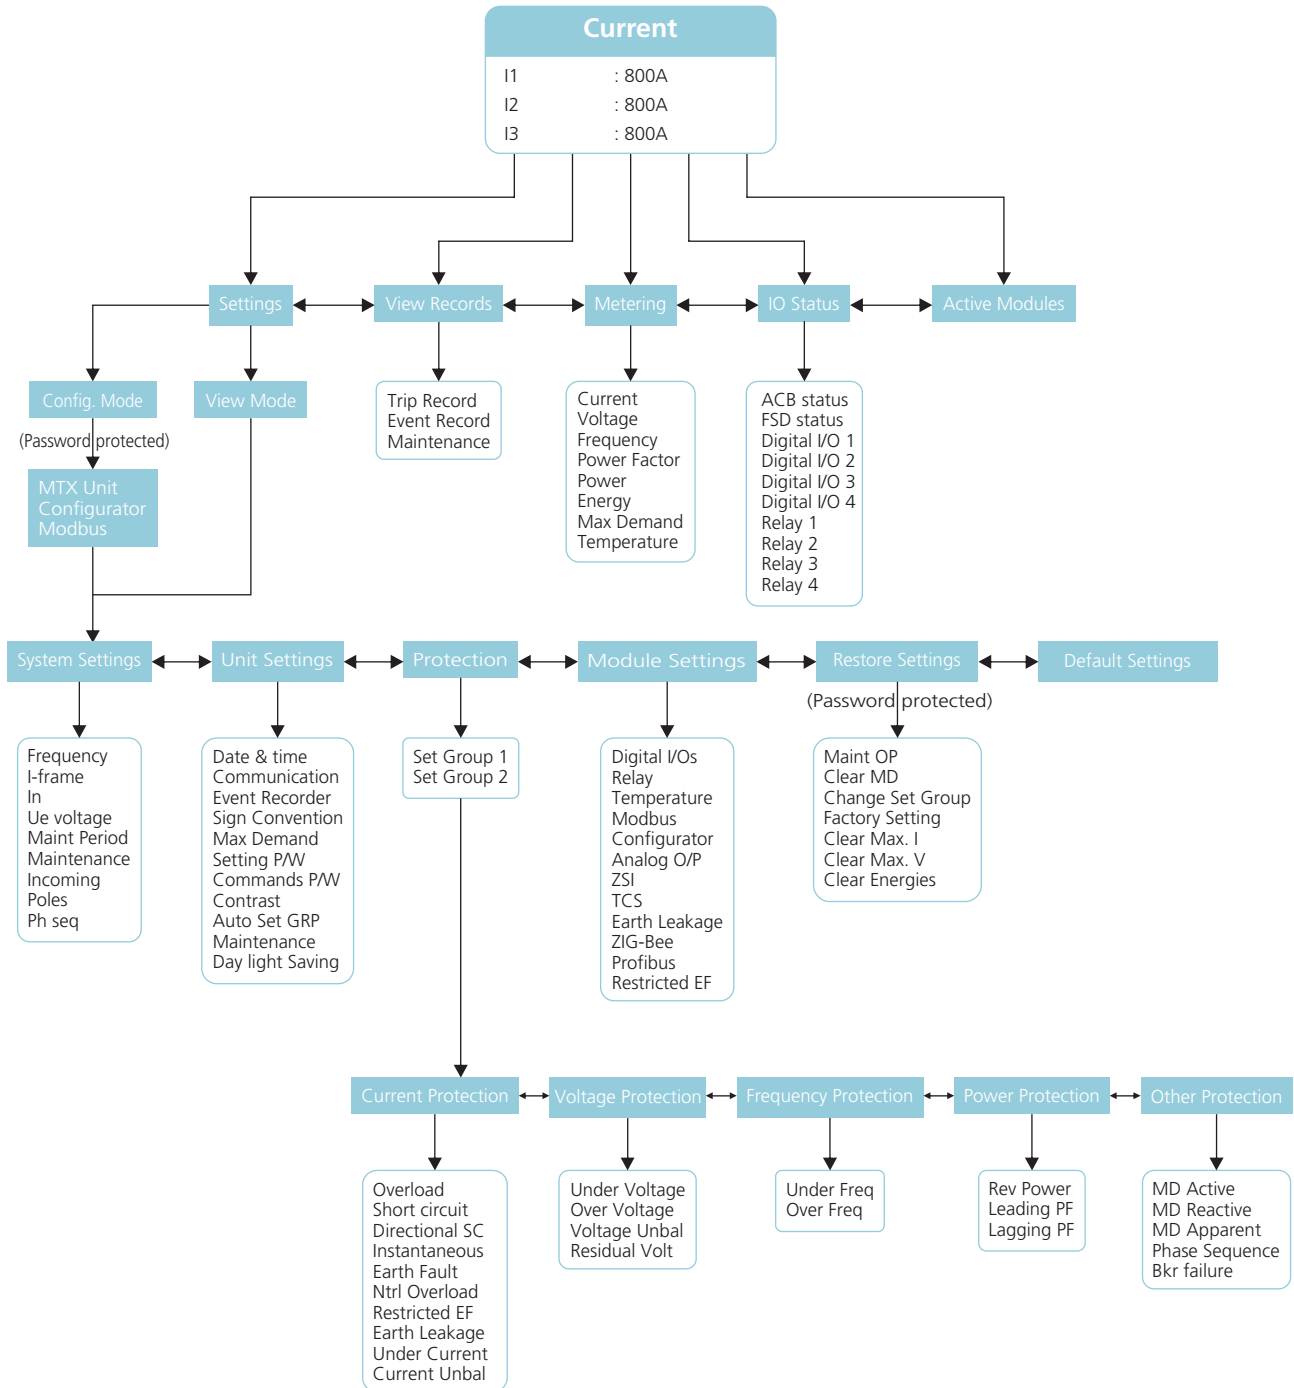 Current
I1 : 800A
I2 : 800A
I3 : 800A
Settings
View Records
Metering
IO Status
Active Modules
Config. Mode
(Password protected)
MTX Unit
Configurator
Modbus
View Mode
Trip Record
Event Record
Maintenance
Current
Voltage
Frequency
Power Factor
Power
Energy
Max Demand
Temperature
ACB status
FSD status
Digital I/O 1
Digital I/O 2
Digital I/O 3
Digital I/O 4
Relay 1
Relay 2
Relay 3
Relay 4
System Settings
Unit Settings
Protection
Module Settings
Restore Settings
Default Settings
(Password protected)
Frequency
I-frame
In
Ue voltage
Maint Period
Maintenance
Incoming
Poles
Ph seq
Date & time
Communication
Event Recorder
Sign Convention
Max Demand
Setting P/W
Commands P/W
Contrast
Auto Set GRP
Maintenance
Day light Saving
Set Group 1
Set Group 2
Digital I/Os
Relay
Temperature
Modbus
Configurator
Analog O/P
ZSI
TCS
Earth Leakage
ZIG-Bee
Profibus
Restricted EF
Maint OP
Clear MD
Change Set Group
Factory Setting
Clear Max. I
Clear Max. V
Clear Energies
Current Protection
Voltage Protection
Frequency Protection
Power Protection
Other Protection
Overload
Short circuit
Directional SC
Instantaneous
Earth Fault
Ntrl Overload
Restricted EF
Earth Leakage
Under Current
Current Unbal
Under Voltage
Over Voltage
Voltage Unbal
Residual Volt
Under Freq
Over Freq
Rev Power
Leading PF
Lagging PF
MD Active
MD Reactive
MD Apparent
Phase Sequence
Bkr failure